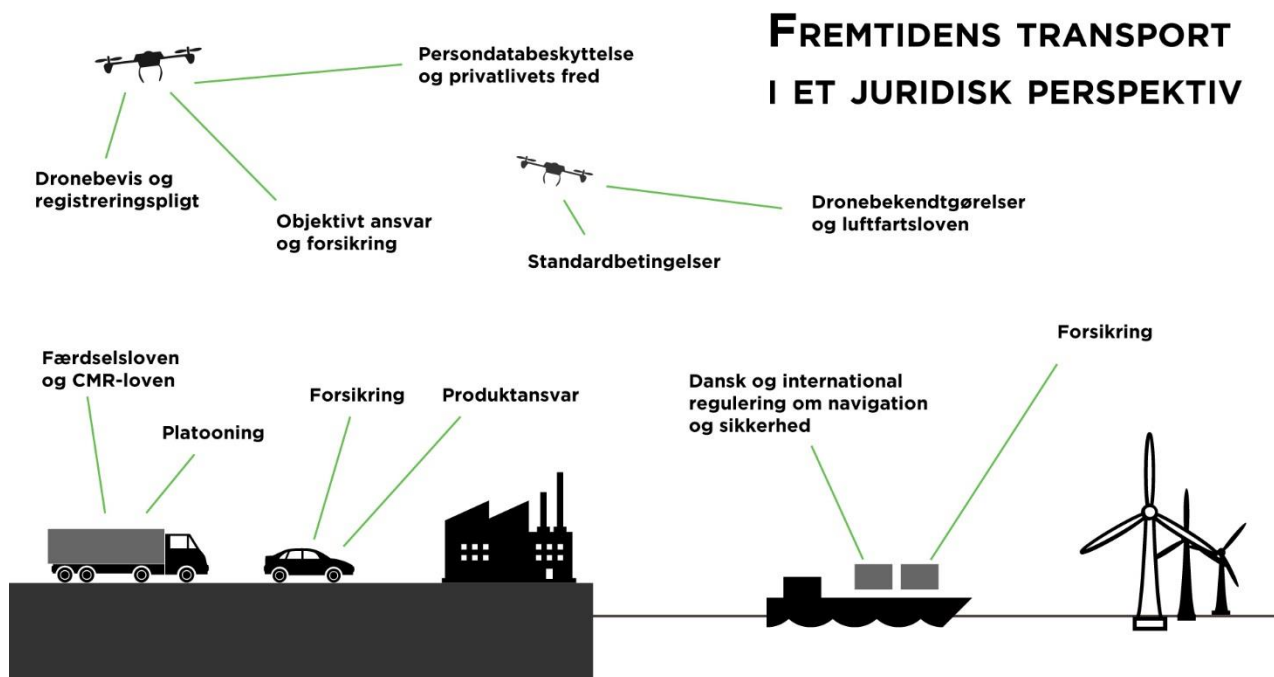 FREMTIDENS TRANSPORT
I ET JURIDISK PERSPEKTIV
Persondatabeskyttelse
og privatlivets fred
Dronebevis og
registreringspligt
Objektivt ansvar
og forsikring
Dronebekendtgørelser
og luftfartsloven
Standardbetingelser
Færdselsloven
og CMR-loven
Platooning
Forsikring
Produktansvar
Dansk og international
regulering om navigation
og sikkerhed
Forsikring